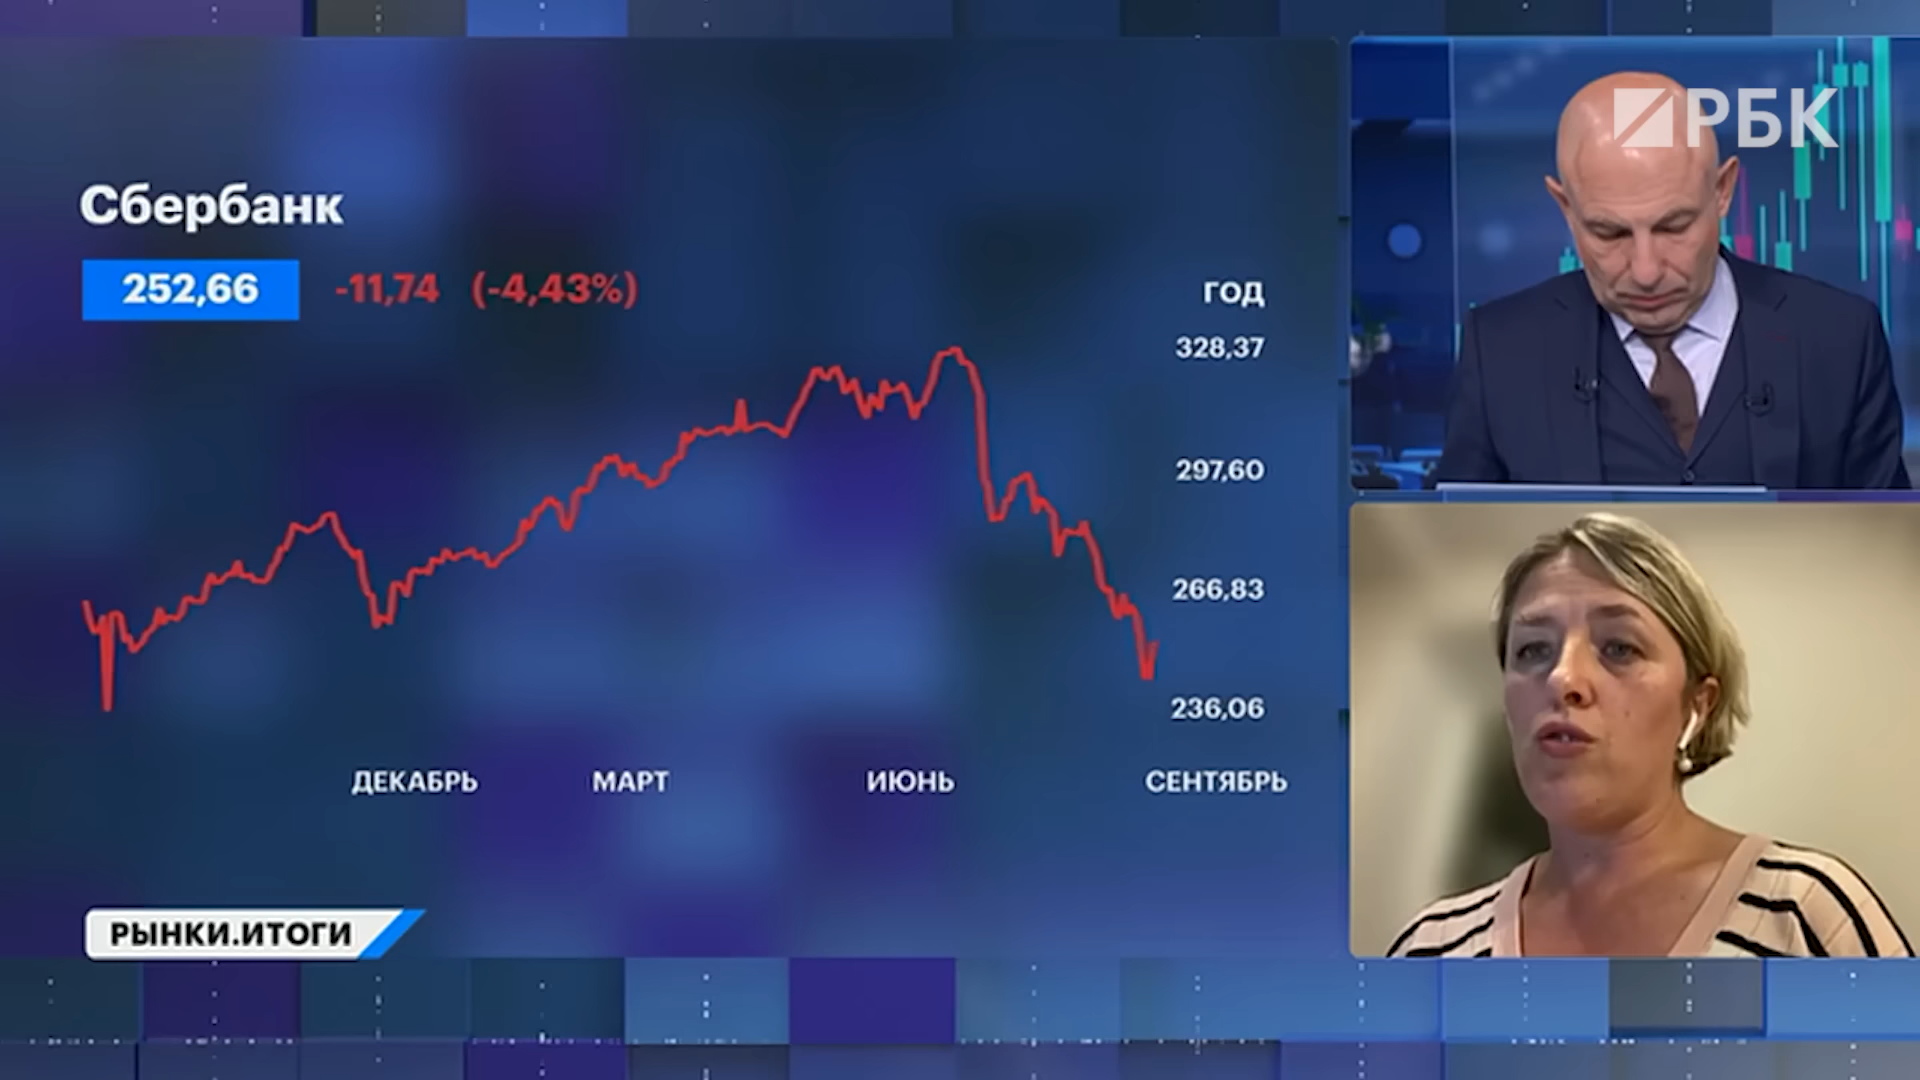 РБК
Сбербанк
252,66 -11,74 (-4,43%)
ГОД
328,37
297,60
266,83
236,06
ДЕКАБРЬ МАРТ ИЮНЬ СЕНТЯБРЬ
РЫНКИ.ИТОГИ